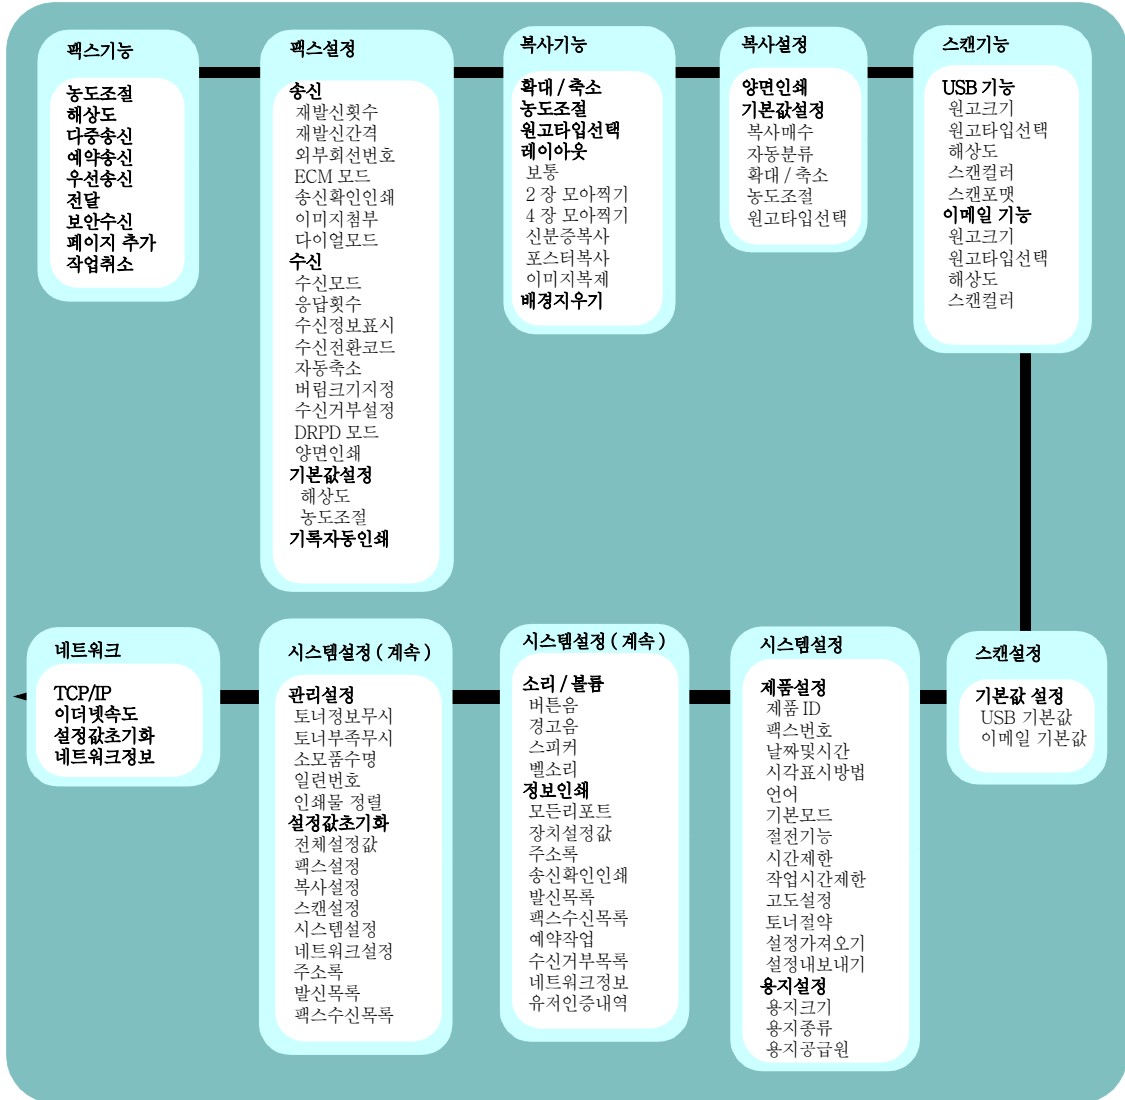 팩스기능
농도조절
해상도
다중송신
예약송신
우선송신
전달
보안수신
페이지 추가
작업취소
팩스설정
송신
재발신횟수
재발신간격
외부회선번호
ECM 모드
송신확인인쇄
이미지첨부
다이얼모드
수신
수신모드
응답횟수
수신정보표시
수신전환코드
자동축소
버림크기지정
수신거부설정
DRPD 모드
양면인쇄
기본값설정
해상도
농도조절
기록자동인쇄
복사기능
확대 / 축소
농도조절
원고타입선택
레이아웃
보통
2 장 모아찍기
4 장 모아찍기
신분증복사
포스터복사
이미지복제
배경지우기
복사설정
양면인쇄
기본값설정
복사매수
자동분류
확대 / 축소
농도조절
원고타입선택
스캔기능
USB 기능
원고크기
원고타입선택
해상도
스캔컬러
스캔포맷
이메일 기능
원고크기
원고타입선택
해상도
스캔컬러
네트워크
TCP/IP
이더넷속도
설정값초기화
네트워크정보
시스템설정 ( 계속 )
관리설정
토너정보무시
토너부족무시
소모품수명
일련번호
인쇄물 정렬
설정값초기화
전체설정값
팩스설정
복사설정
스캔설정
시스템설정
네트워크설정
주소록
발신목록
팩스수신목록
시스템설정 ( 계속 )
소리 / 볼륨
버튼음
경고음
스피커
벨소리
정보인쇄
모든리포트
장치설정값
주소록
송신확인인쇄
발신목록
팩스수신목록
예약작업
수신거부목록
네트워크정보
유저인증내역
시스템설정
제품설정
제품 ID
팩스번호
날짜및시간
시각표시방법
언어
기본모드
절전기능
시간제한
작업시간제한
고도설정
토너절약
설정가져오기
설정내보내기
용지설정
용지크기
용지종류
용지공급원
스캔설정
기본값 설정
USB 기본값
이메일 기본값